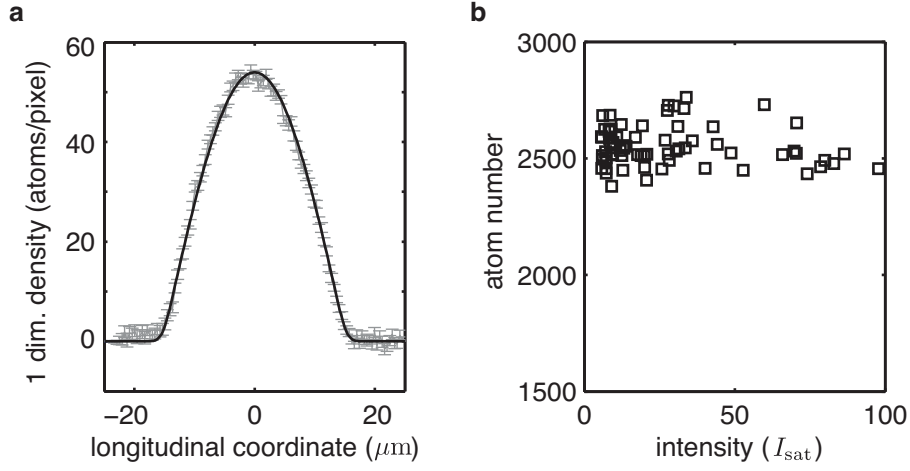 a
60
40
20
0
1 dim. density (atoms/pixel)
−20 0 20
longitudinal coordinate (μm)
b
3000
2500
2000
1500
atom number
0 50 100
intensity (I_sat)